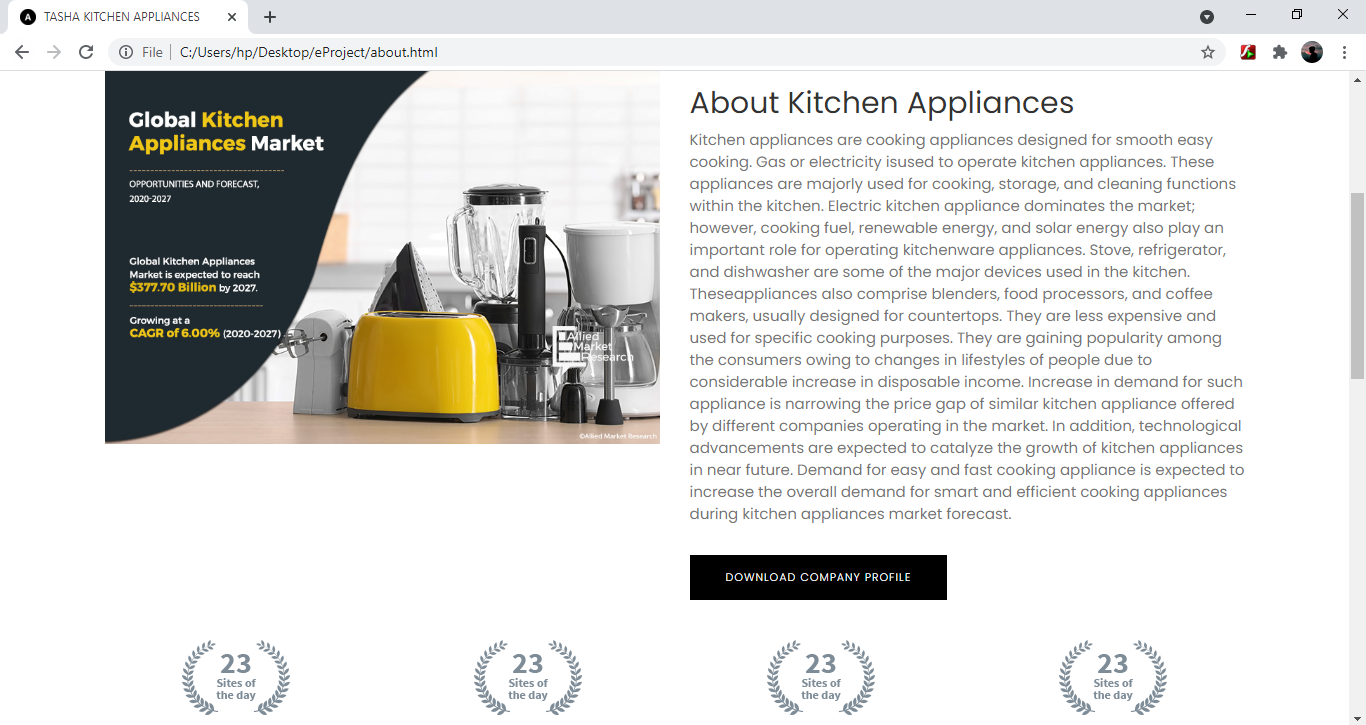 TASHA KITCHEN APPLIANCES
File
C:/Users/hp/Desktop/eProject/about.html
Global Kitchen
Appliances Market
OPPORTUNITIES AND FORECAST,
2020-2027
Global Kitchen Appliances
Market is expected to reach
$377.70 Billion by 2027.
Growing at a
CAGR of 6.00% (2020-2027)
Allied
Market
Research
©Allied Market Research
About Kitchen Appliances
Kitchen appliances are cooking appliances designed for smooth easy
cooking. Gas or electricity isused to operate kitchen appliances. These
appliances are majorly used for cooking, storage, and cleaning functions
within the kitchen. Electric kitchen appliance dominates the market;
however, cooking fuel, renewable energy, and solar energy also play an
important role for operating kitchenware appliances. Stove, refrigerator,
and dishwasher are some of the major devices used in the kitchen.
Theseappliances also comprise blenders, food processors, and coffee
makers, usually designed for countertops. They are less expensive and
used for specific cooking purposes. They are gaining popularity among
the consumers owing to changes in lifestyles of people due to
considerable increase in disposable income. Increase in demand for such
appliance is narrowing the price gap of similar kitchen appliance offered
by different companies operating in the market. In addition, technological
advancements are expected to catalyze the growth of kitchen appliances
in near future. Demand for easy and fast cooking appliance is expected to
increase the overall demand for smart and efficient cooking appliances
during kitchen appliances market forecast.
DOWNLOAD COMPANY PROFILE
23
Sites of
the day
23
Sites of
the day
23
Sites of
the day
23
Sites of
the day